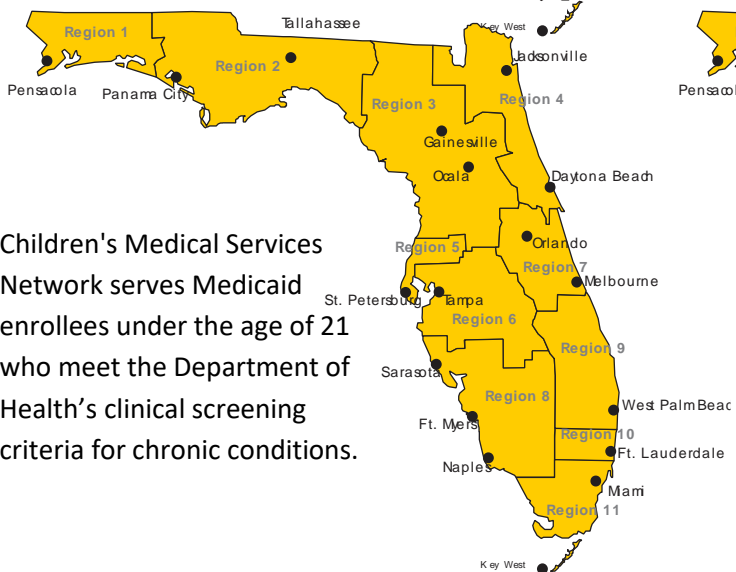 Key West
Tallahassee
Region 1
Jacksonville
Region 2
Pensacola
Panama City
Region 3
Region 4
Pensacol
Gainesville
Ocala
Daytona Beach
Children's Medical Services
Network serves Medicaid
enrollees under the age of 21
who meet the Department of
Health’s clinical screening
criteria for chronic conditions.
Region 5
Orlando
Region 7
Melbourne
St. Petersburg
Tampa
Region 6
Region 9
Sarasota
Region 8
West Palm Beac
Ft. Myers
Region 10
Ft. Lauderdale
Naples
Miami
Region 11
Key West